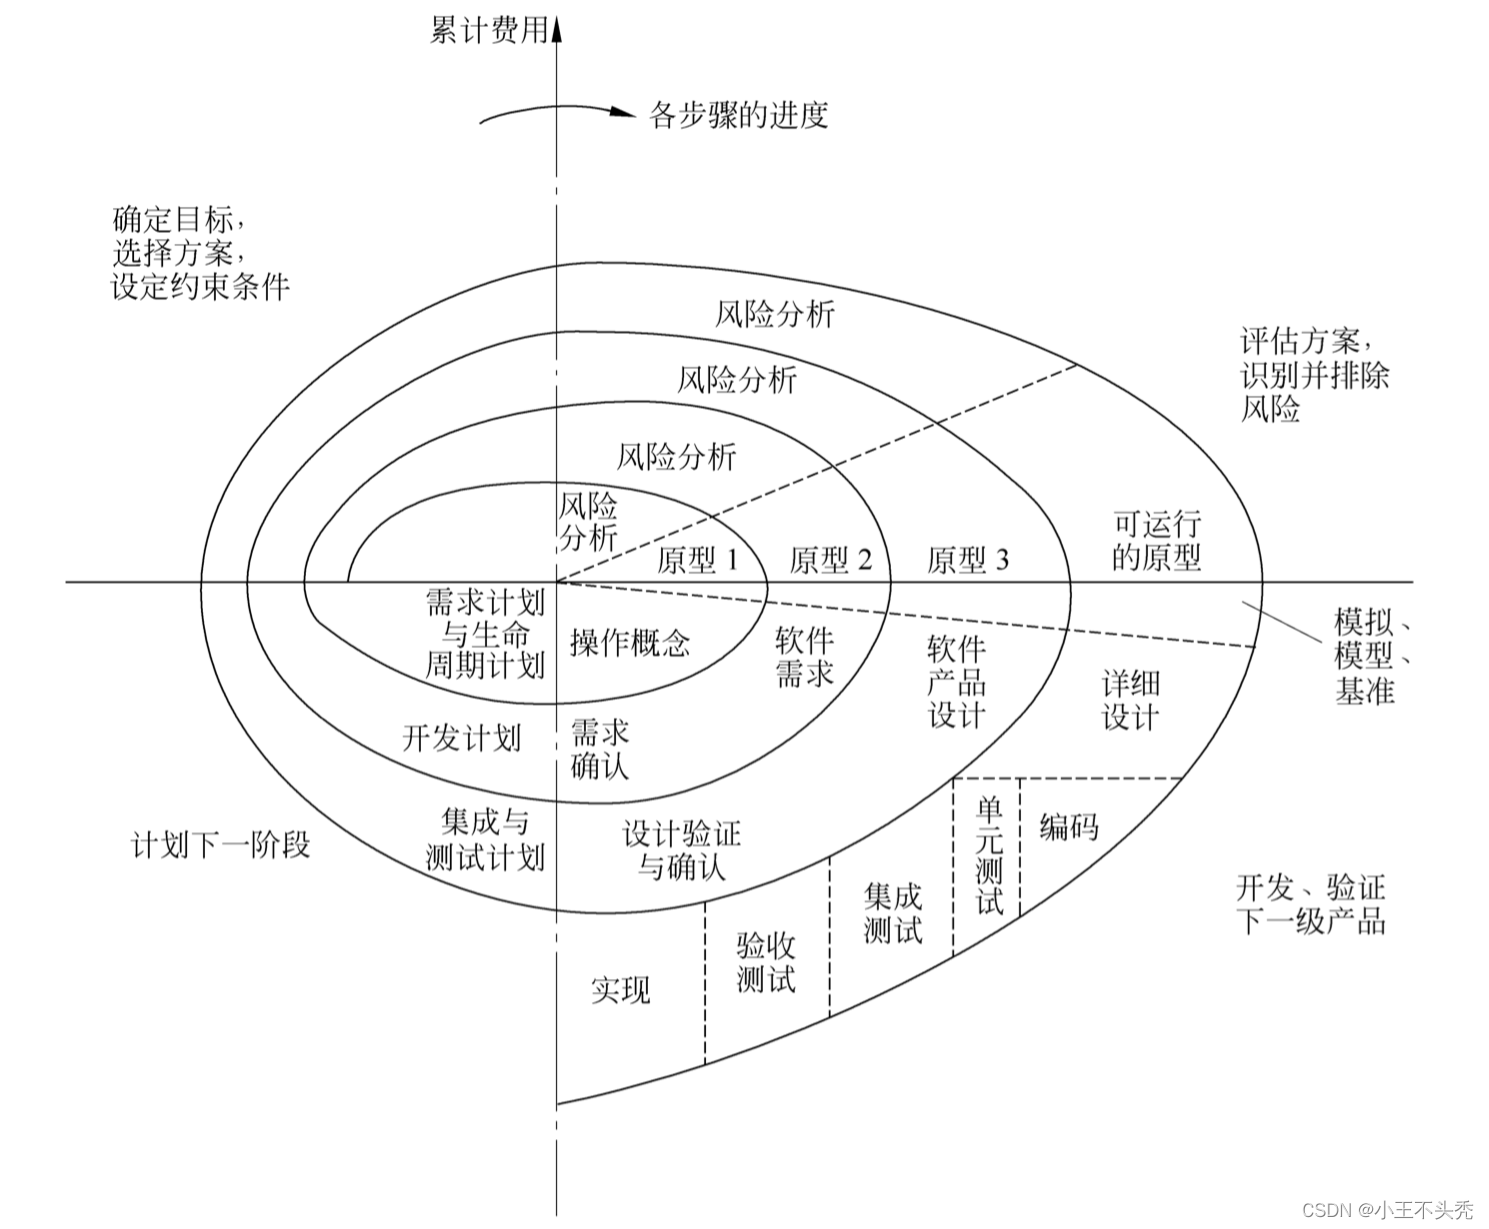 累计费用
各步骤的进度
确定目标，
选择方案，
设定约束条件
风险分析
评估方案，
识别并排除
风险
风险分析
风险分析
风险
分析
可运行
的原型
原型 1
原型 2
原型 3
需求计划
与生命
周期计划
操作概念
软件
需求
软件
产品
设计
详细
设计
模拟、
模型、
基准
开发计划
需求
确认
集成与
测试计划
设计验证
与确认
单
元
测
试
编码
计划下一阶段
集成
测试
验收
测试
实现
开发、验证
下一级产品
CSDN @小王不头秃